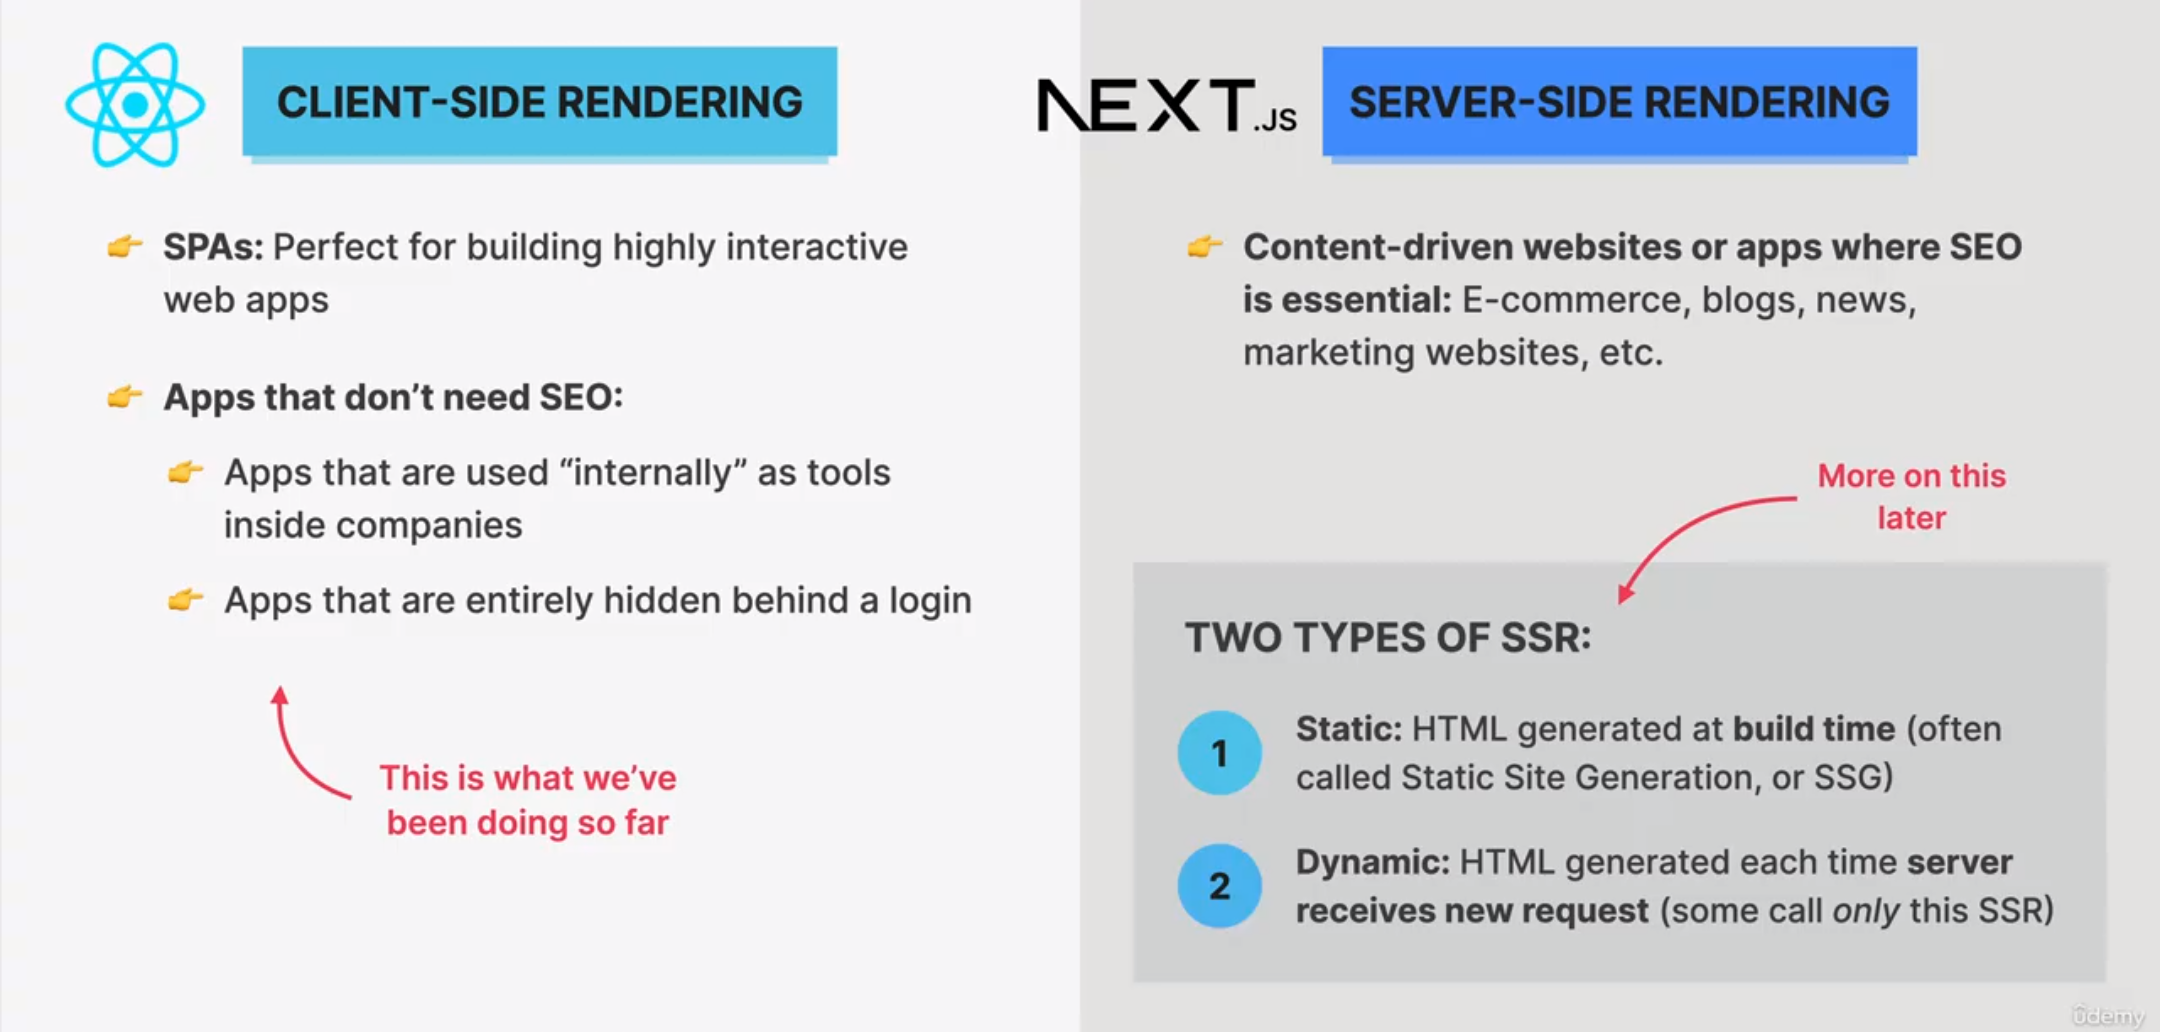 CLIENT-SIDE RENDERING
SPAs: Perfect for building highly interactive
web apps
Apps that don’t need SEO:
Apps that are used “internally” as tools
inside companies
Apps that are entirely hidden behind a login
This is what we’ve
been doing so far
NEXT.JS
SERVER-SIDE RENDERING
Content-driven websites or apps where SEO
is essential: E-commerce, blogs, news,
marketing websites, etc.
More on this
later
TWO TYPES OF SSR:
1
Static: HTML generated at build time (often
called Static Site Generation, or SSG)
2
Dynamic: HTML generated each time server
receives new request (some call only this SSR)
ûdemy